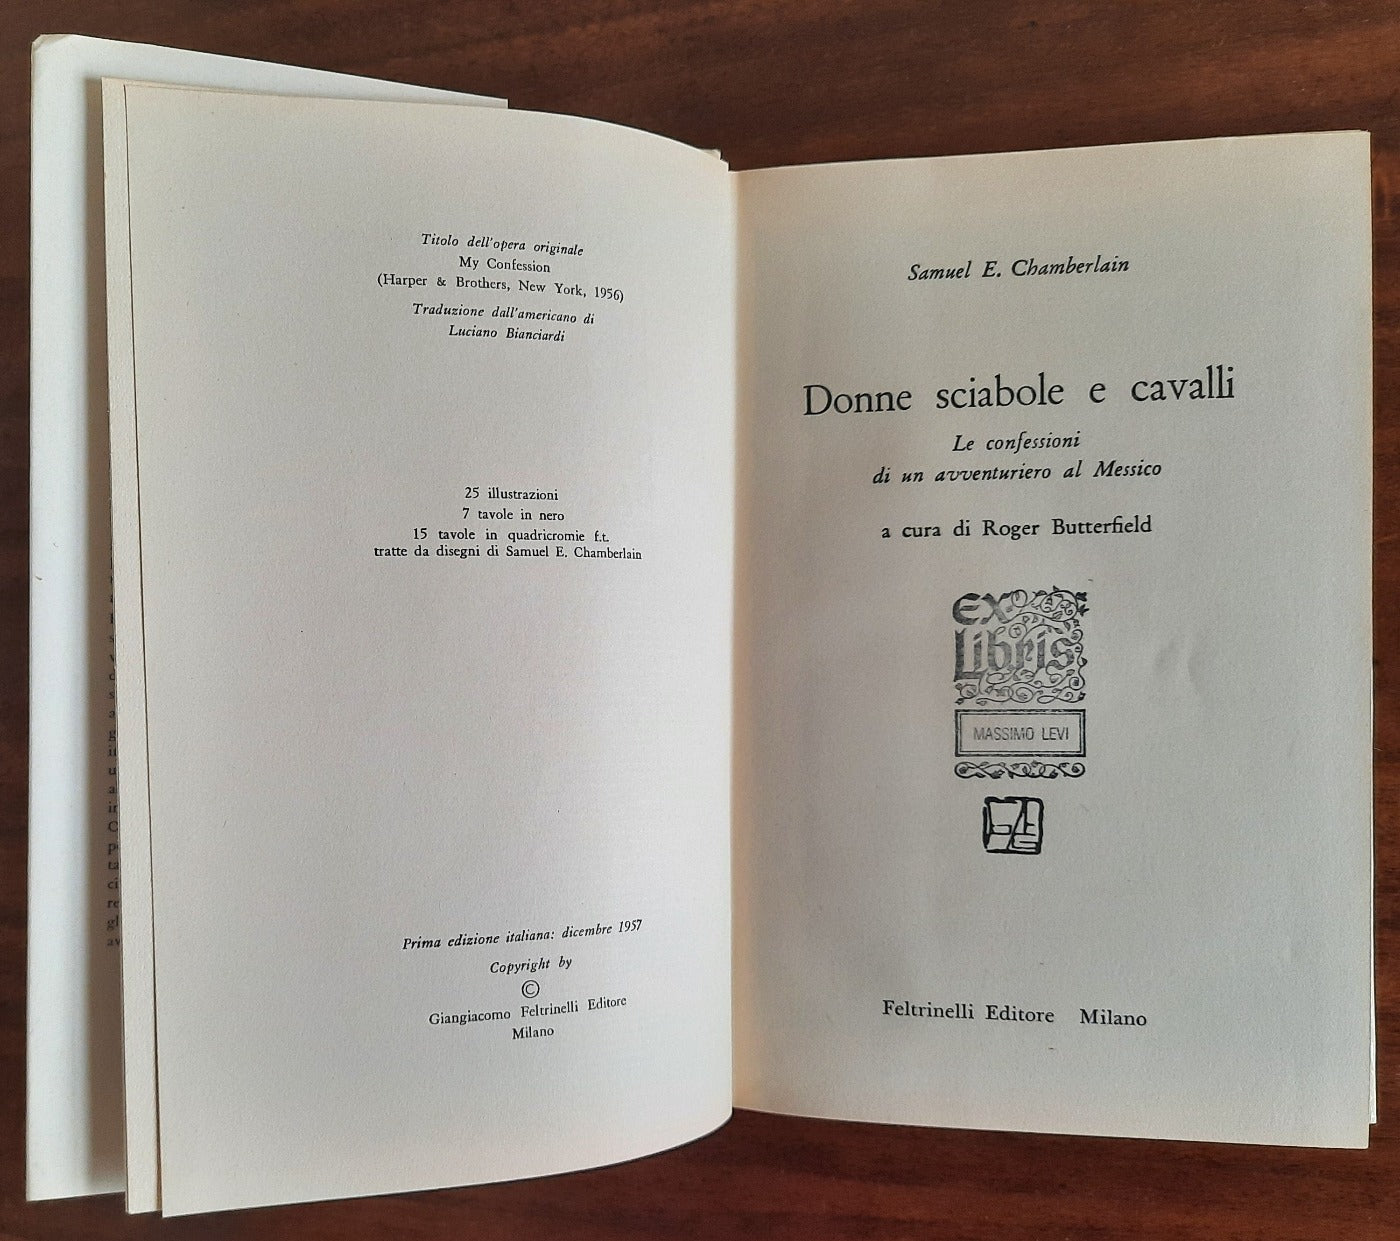 Titolo dell'opera originale
My Confession
(Harper & Brothers, New York, 1956)
Traduzione dall'americano di
Luciano Bianciardi
25 illustrazioni
7 tavole in nero
15 tavole in quadricromie f.t.
tratte da disegni di Samuel E. Chamberlain
Prima edizione italiana: dicembre 1957
Copyright by
©
Giangiacomo Feltrinelli Editore
Milano
Samuel E. Chamberlain
Donne sciabole e cavalli
Le confessioni
di un avventuriero al Messico
a cura di Roger Butterfield
EX
Libris
MASSIMO LEVI
Feltrinelli Editore Milano